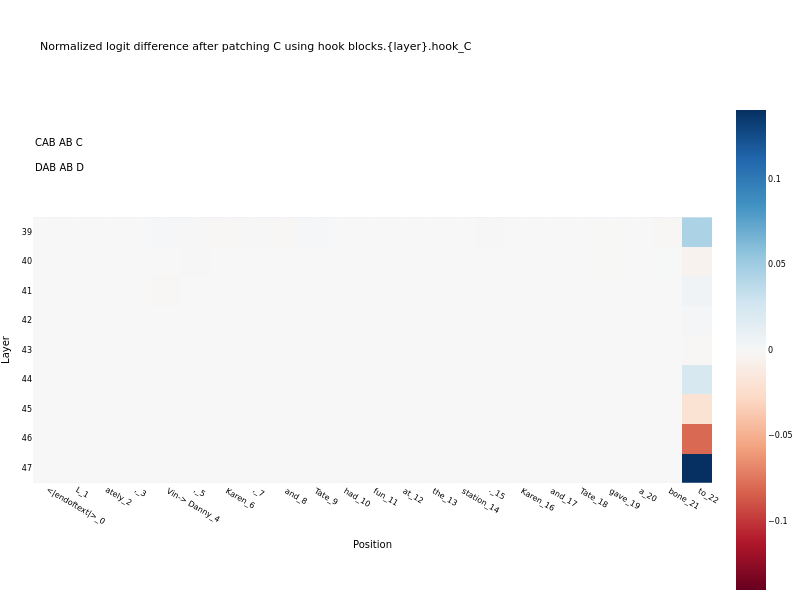 Normalized logit difference after patching C using hook blocks.{layer}.hook_C
CAB AB C
DAB AB D
0.1
0.05
0
−0.05
−0.1
Layer
39
40
41
42
43
44
45
46
47
<|endoftext|>_0
L_1
ately_2
,_3
Vin-> Danny_4
,_5
Karen_6
,_7
and_8
Tate_9
had_10
fun_11
at_12
the_13
station_14
._15
Karen_16
and_17
Tate_18
gave_19
a_20
bone_21
to_22
Position